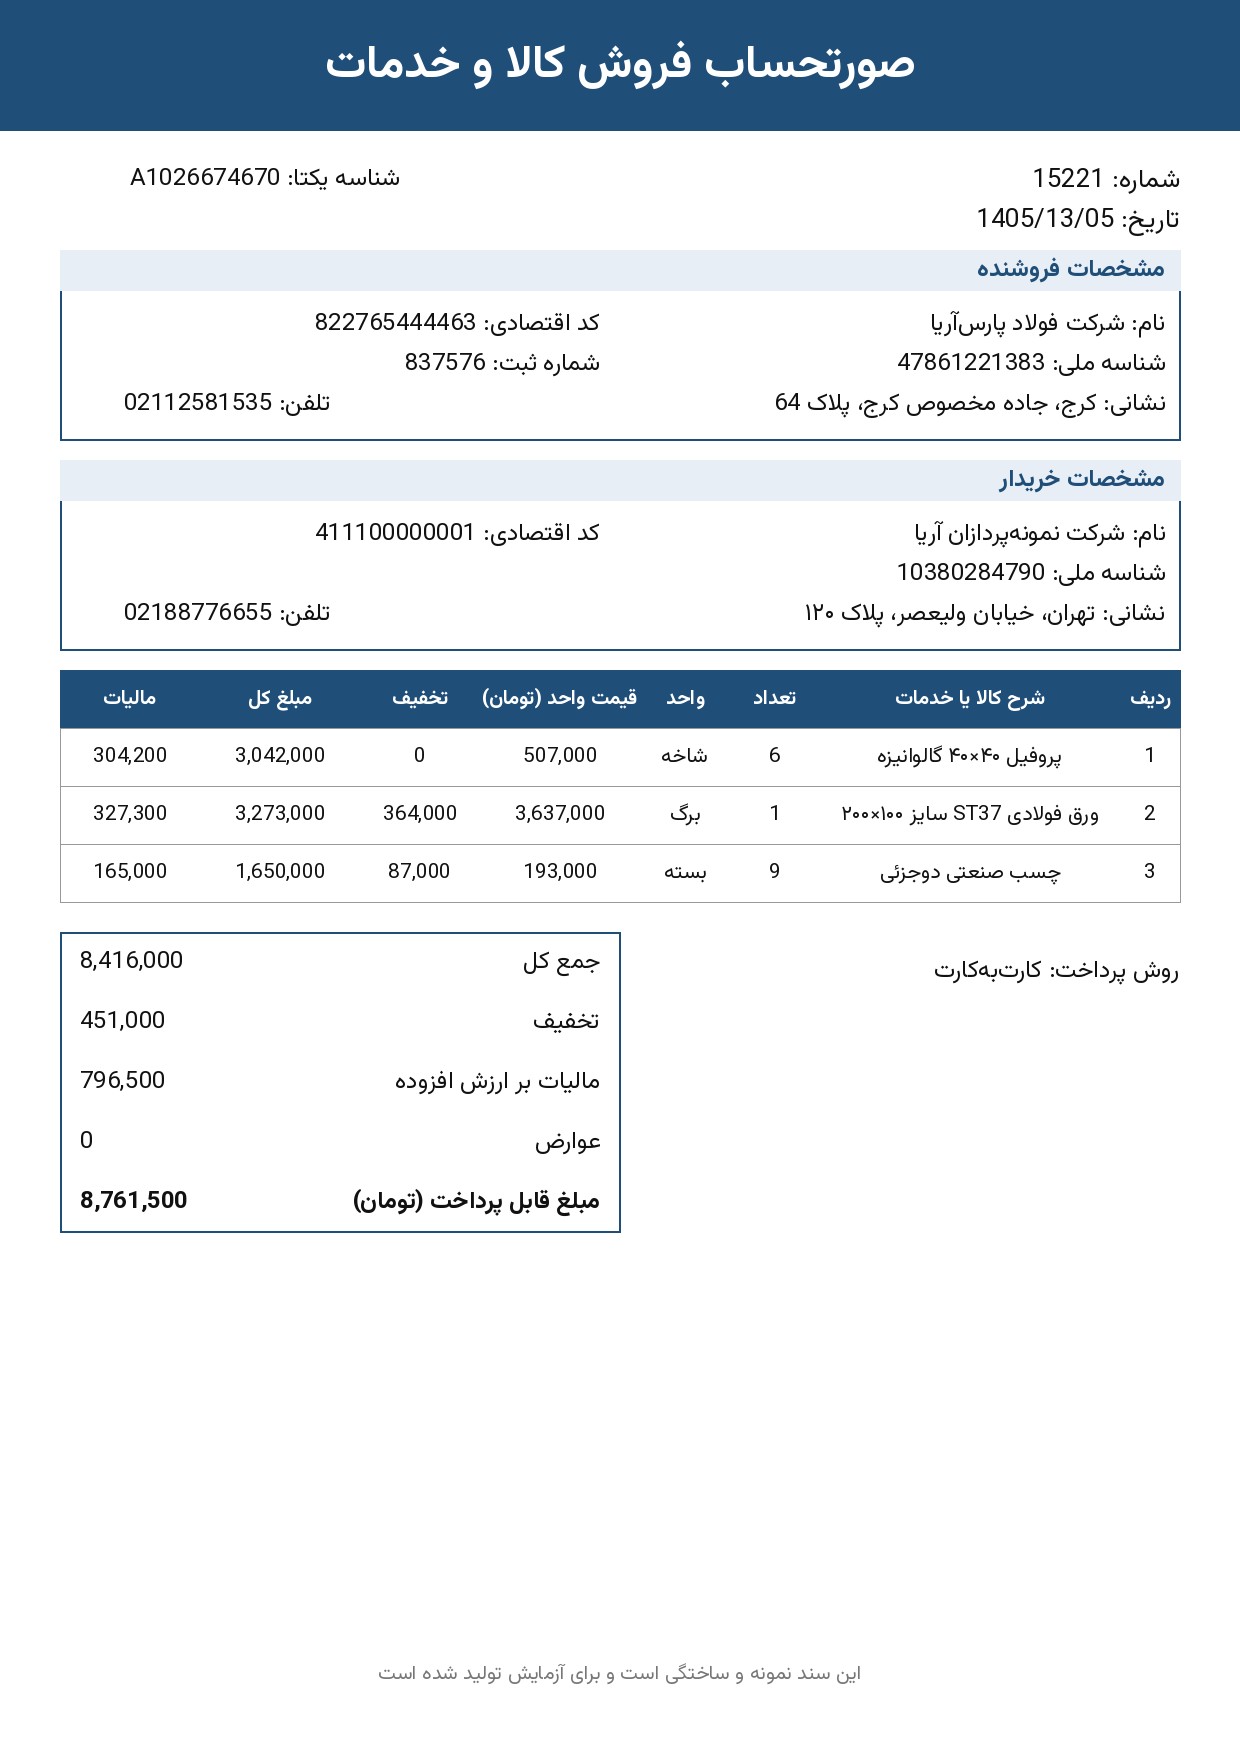 صورتحساب فروش کالا و خدمات
شماره: 15221
شناسه یکتا: A1026674670
تاریخ: 1405/13/05
مشخصات فروشنده
نام: شرکت فولاد پارس‌آریا
کد اقتصادی: 822765444463
شناسه ملی: 47861221383
شماره ثبت: 837576
نشانی: کرج، جاده مخصوص کرج، پلاک 64
تلفن: 02112581535
مشخصات خریدار
نام: شرکت نمونه‌پردازان آریا
کد اقتصادی: 411100000001
شناسه ملی: 10380284790
نشانی: تهران، خیابان ولیعصر، پلاک ۱۲۰
تلفن: 02188776655
ردیف شرح کالا یا خدمات تعداد واحد قیمت واحد (تومان) تخفیف مبلغ کل مالیات
1 پروفیل ۴۰×۴۰ گالوانیزه 6 شاخه 507,000 0 3,042,000 304,200
2 ورق فولادی ST37 سایز ۱۰۰×۲۰۰ 1 برگ 3,637,000 364,000 3,273,000 327,300
3 چسب صنعتی دوجزئی 9 بسته 193,000 87,000 1,650,000 165,000
روش پرداخت: کارت‌به‌کارت
جمع کل 8,416,000
تخفیف 451,000
مالیات بر ارزش افزوده 796,500
عوارض 0
مبلغ قابل پرداخت (تومان) 8,761,500
این سند نمونه و ساختگی است و برای آزمایش تولید شده است